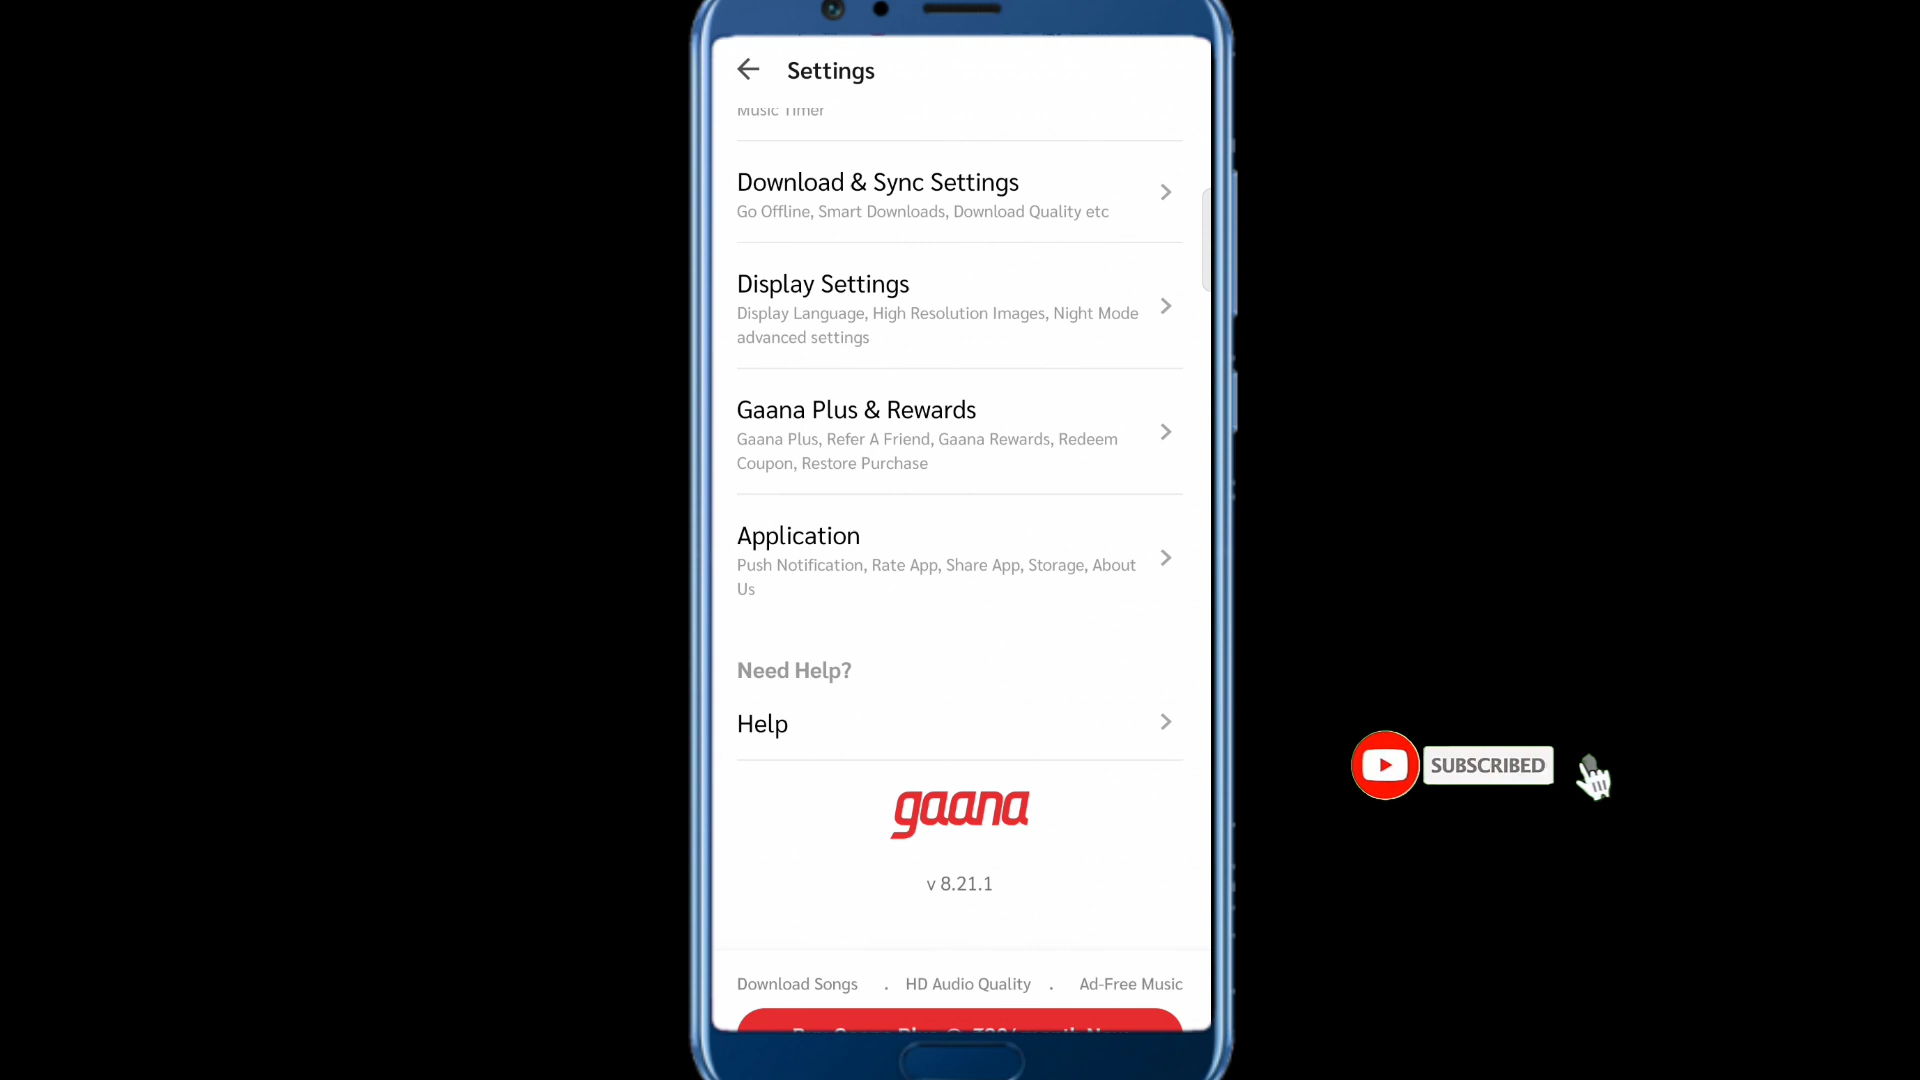 Settings
Music Timer
Download & Sync Settings
Go Offline, Smart Downloads, Download Quality etc
Display Settings
Display Language, High Resolution Images, Night Mode
advanced settings
Gaana Plus & Rewards
Gaana Plus, Refer A Friend, Gaana Rewards, Redeem
Coupon, Restore Purchase
Application
Push Notification, Rate App, Share App, Storage, About
Us
Need Help?
Help
SUBSCRIBED
gaana
v 8.21.1
Download Songs . HD Audio Quality . Ad-Free Music